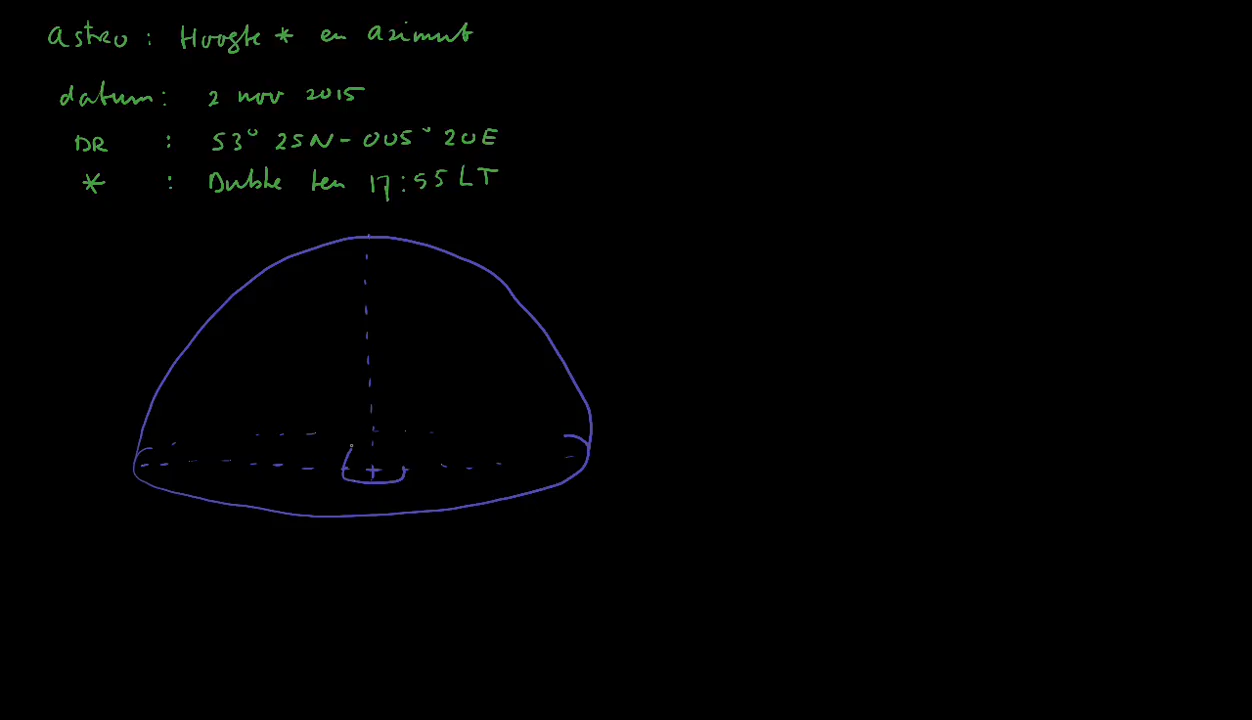 Astro : Hoogte * en azimut
datum : 2 nov 2015
DR : 53° 25N - 005° 20E
* : Dubhe ten 17:55 LT